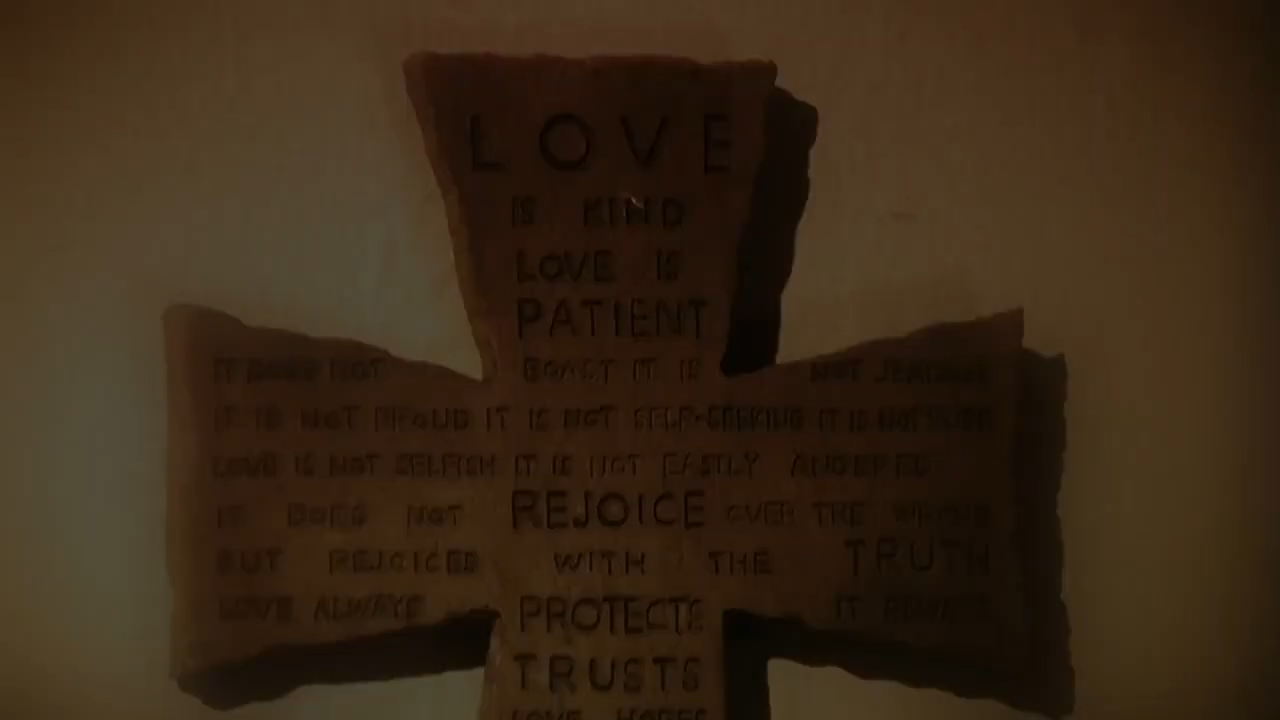 LOVE
IS KIND
LOVE IS
PATIENT
IT DOES NOT BOAST IT IS NOT JEALOUS
IT IS NOT PROUD IT IS NOT SELF-SEEKING IT IS NOT RUDE
LOVE IS NOT SELFISH IT IS NOT EASILY ANGERED
IT DOES NOT REJOICE OVER THE WRONG
BUT REJOICES WITH THE TRUTH
LOVE ALWAYS PROTECTS IT ALWAYS
TRUSTS
LOVE HOPES